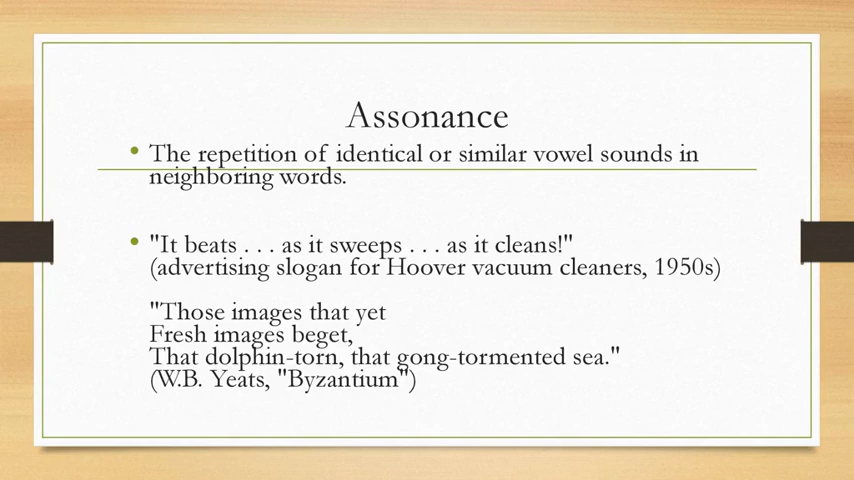 Assonance
• The repetition of identical or similar vowel sounds in
neighboring words.
• "It beats . . . as it sweeps . . . as it cleans!"
(advertising slogan for Hoover vacuum cleaners, 1950s)
"Those images that yet
Fresh images beget,
That dolphin-torn, that gong-tormented sea."
(W.B. Yeats, "Byzantium")